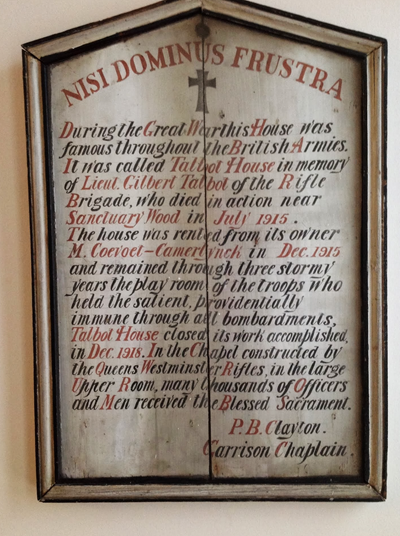 NISI DOMINUS FRUSTRA
During the Great War this House was
famous throughout the British Armies.
It was called Talbot House in memory
of Lieut. Gilbert Talbot of the Rifle
Brigade, who died in action near
Sanctuary Wood in July 1915.
The house was rented from its owner
M. Coevoet-Camerlynck in Dec. 1915
and remained through three stormy
years the play room of the troops who
held the salient, providentially
immune through all bombardments.
Talbot House closed its work accomplished,
in Dec. 1918. In the Chapel constructed by
the Queens Westminster Rifles, in the large
Upper Room, many thousands of Officers
and Men received the Blessed Sacrament.
P.B. Clayton.
Garrison Chaplain.